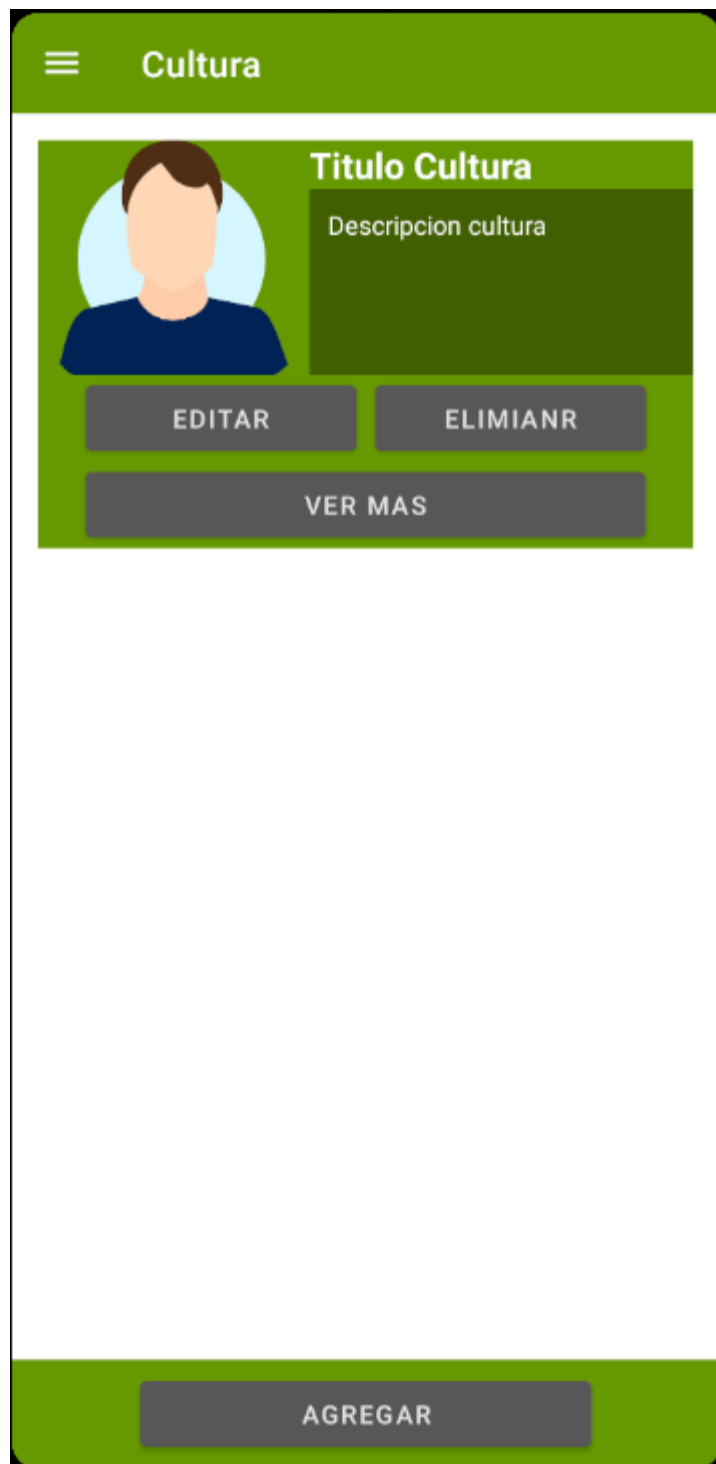 Cultura
Titulo Cultura
Descripcion cultura
EDITAR
ELIMIANR
VER MAS
AGREGAR